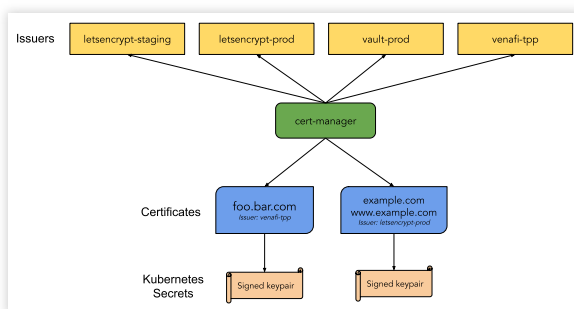 Issuers
letsencrypt-staging
letsencrypt-prod
vault-prod
venafi-tpp
cert-manager
Certificates
foo.bar.com
Issuer: venafi-tpp
example.com
www.example.com
Issuer: letsencrypt-prod
Kubernetes
Secrets
Signed keypair
Signed keypair